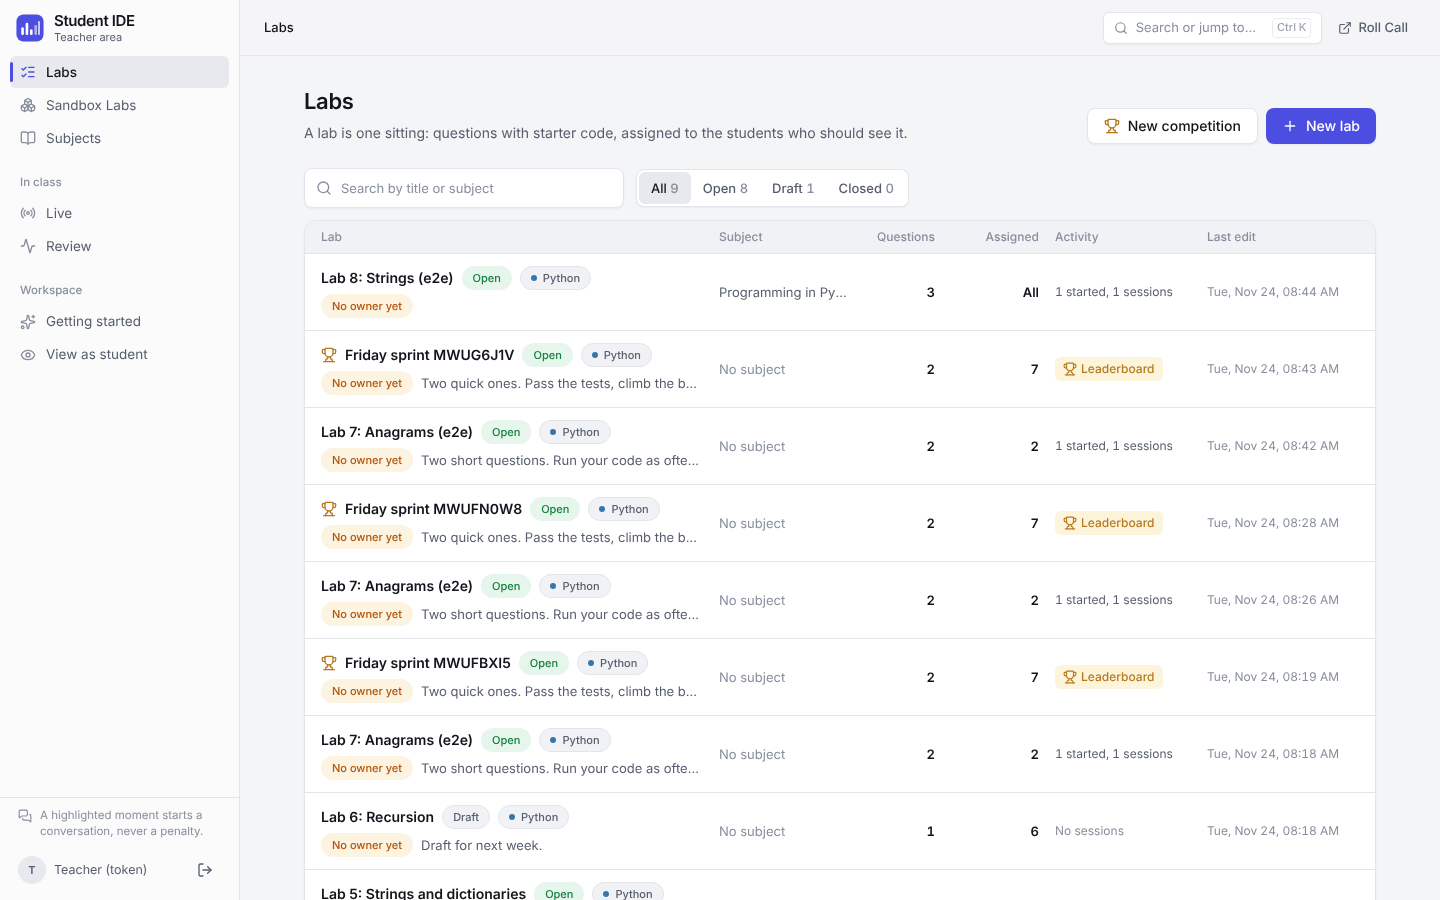 Student IDE
Teacher area
Labs
Sandbox Labs
Subjects
In class
Live
Review
Workspace
Getting started
View as student
A highlighted moment starts a
conversation, never a penalty.
T Teacher (token)
Labs
Search or jump to... Ctrl K
Roll Call
Labs
A lab is one sitting: questions with starter code, assigned to the students who should see it.
New competition
New lab
Search by title or subject
All 9 Open 8 Draft 1 Closed 0
Lab Subject Questions Assigned Activity Last edit
Lab 8: Strings (e2e) Open Python
No owner yet
Programming in Py... 3 All 1 started, 1 sessions Tue, Nov 24, 08:44 AM
Friday sprint MWUG6J1V Open Python
No owner yet Two quick ones. Pass the tests, climb the b...
No subject 2 7 Leaderboard Tue, Nov 24, 08:43 AM
Lab 7: Anagrams (e2e) Open Python
No owner yet Two short questions. Run your code as ofte...
No subject 2 2 1 started, 1 sessions Tue, Nov 24, 08:42 AM
Friday sprint MWUFN0W8 Open Python
No owner yet Two quick ones. Pass the tests, climb the b...
No subject 2 7 Leaderboard Tue, Nov 24, 08:28 AM
Lab 7: Anagrams (e2e) Open Python
No owner yet Two short questions. Run your code as ofte...
No subject 2 2 1 started, 1 sessions Tue, Nov 24, 08:26 AM
Friday sprint MWUFBXI5 Open Python
No owner yet Two quick ones. Pass the tests, climb the b...
No subject 2 7 Leaderboard Tue, Nov 24, 08:19 AM
Lab 7: Anagrams (e2e) Open Python
No owner yet Two short questions. Run your code as ofte...
No subject 2 2 1 started, 1 sessions Tue, Nov 24, 08:18 AM
Lab 6: Recursion Draft Python
No owner yet Draft for next week.
No subject 1 6 No sessions Tue, Nov 24, 08:18 AM
Lab 5: Strings and dictionaries Open Python